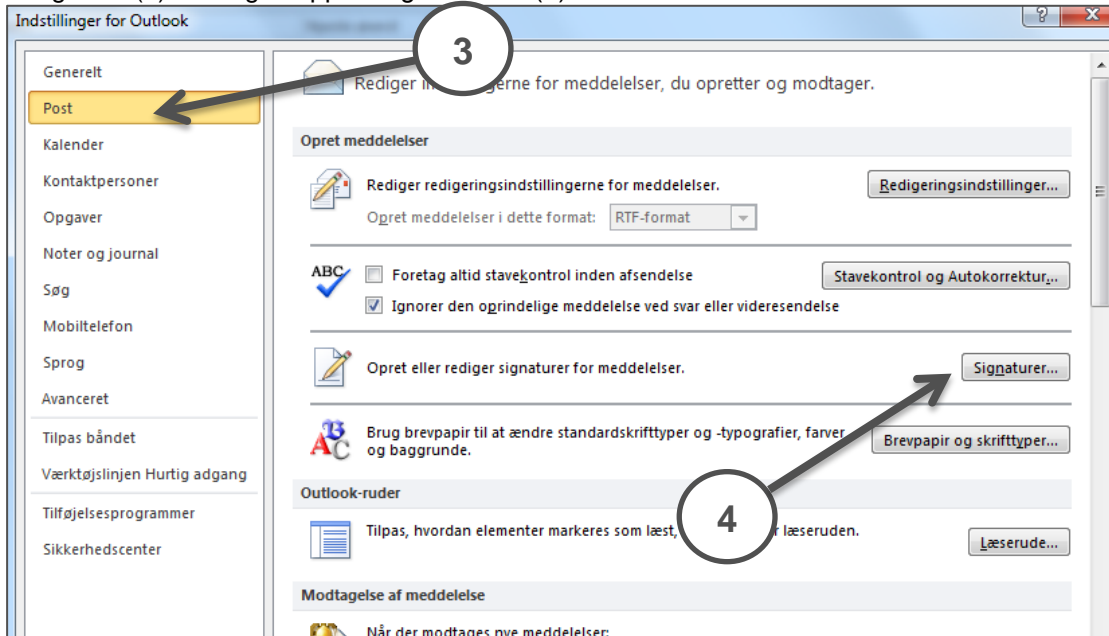 Indstillinger for Outlook
3
Generelt
Post
Kalender
Kontaktpersoner
Opgaver
Noter og journal
Søg
Mobiltelefon
Sprog
Avanceret
Tilpas båndet
Værktøjslinjen Hurtig adgang
Tilføjelsesprogrammer
Sikkerhedscenter
Rediger in gerne for meddelelser, du opretter og modtager.
Opret meddelelser
Rediger redigeringsindstillingerne for meddelelser.
Redigeringsindstillinger...
Opret meddelelser i dette format: RTF-format
ABC
Foretag altid stavekontrol inden afsendelse
Stavekontrol og Autokorrektur...
Ignorer den oprindelige meddelelse ved svar eller videresendelse
Opret eller rediger signaturer for meddelelser.
Signaturer...
Brug brevpapir til at ændre standardskrifttyper og -typografier, farver
og baggrunde.
Brevpapir og skrifttyper...
Outlook-ruder
4
Tilpas, hvordan elementer markeres som læst, r læseruden.
Læserude...
Modtagelse af meddelelse
Når der modtages nye meddelelser: